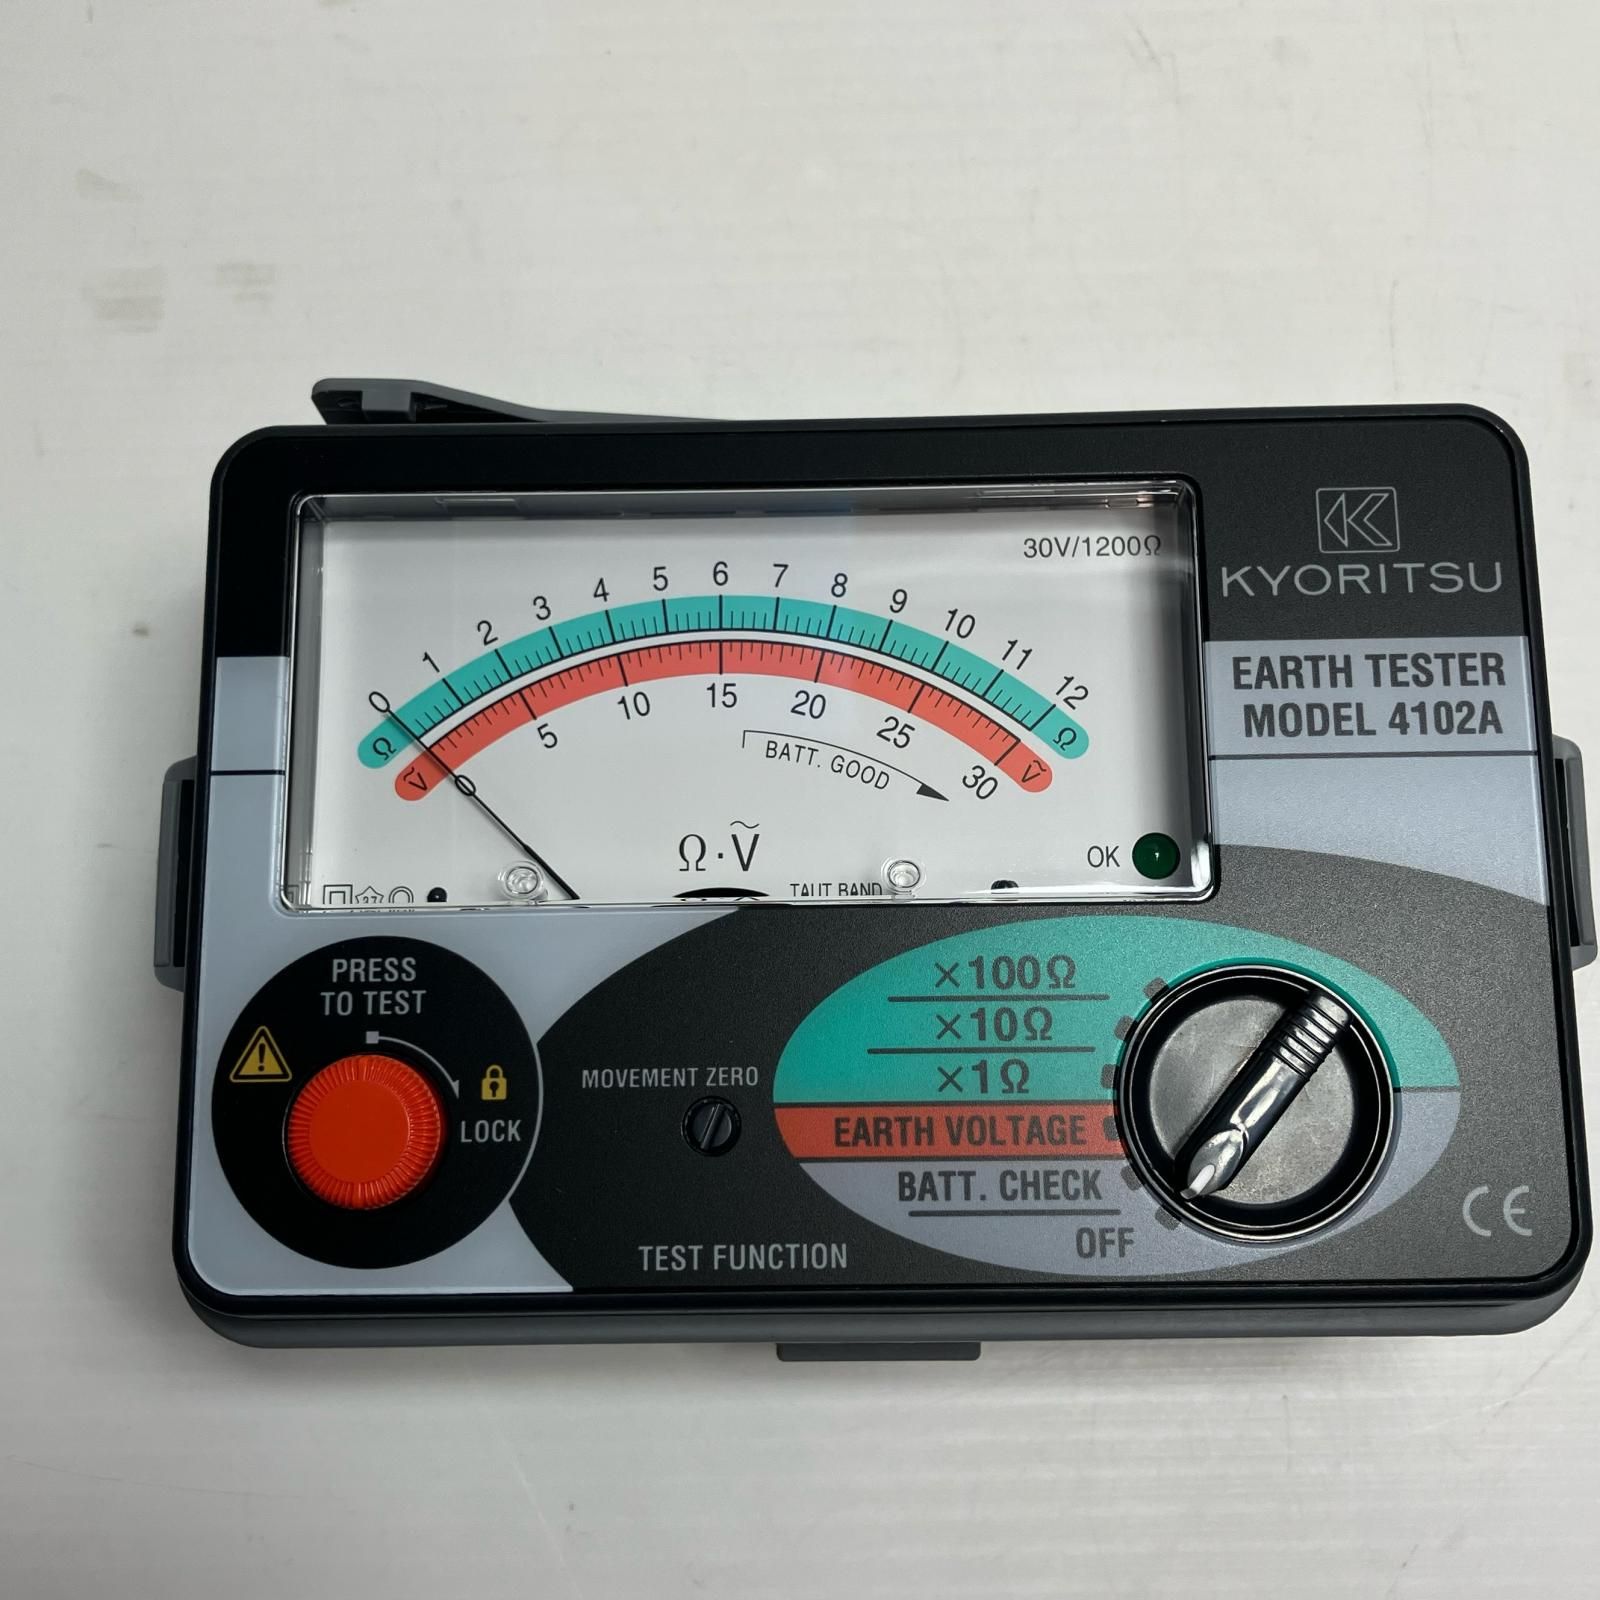 30V/1200Ω
0 1 2 3 4 5 6 7 8 9 10 11 12
Ω Ω
0 5 10 15 20 25 30
Ṽ Ṽ
BATT. GOOD
Ω·Ṽ
OK
TAUT BAND
KYORITSU
EARTH TESTER
MODEL 4102A
PRESS
TO TEST
LOCK
MOVEMENT ZERO
×100Ω
×10Ω
×1Ω
EARTH VOLTAGE
BATT. CHECK
OFF
TEST FUNCTION
CE